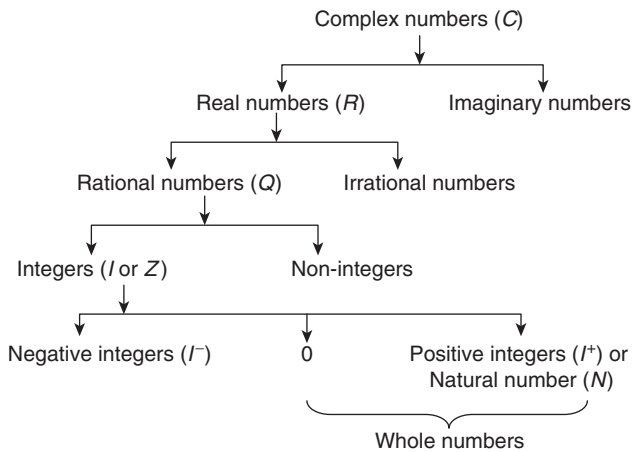 Complex numbers (C)
Real numbers (R) Imaginary numbers
Rational numbers (Q) Irrational numbers
Integers (I or Z) Non-integers
Negative integers (I⁻) 0 Positive integers (I⁺) or
Natural number (N)
Whole numbers